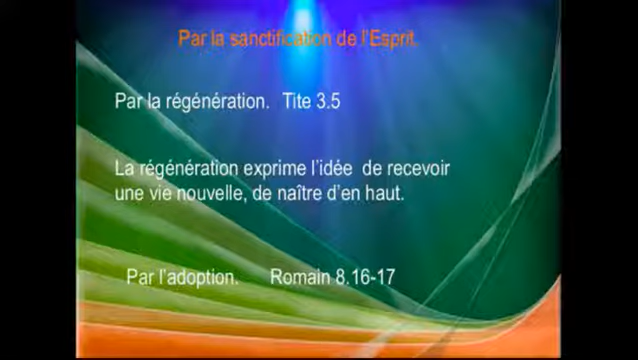 Par la sanctification de l'Esprit.
Par la régénération. Tite 3.5
La régénération exprime l'idée de recevoir
une vie nouvelle, de naître d'en haut.
Par l'adoption. Romain 8.16-17